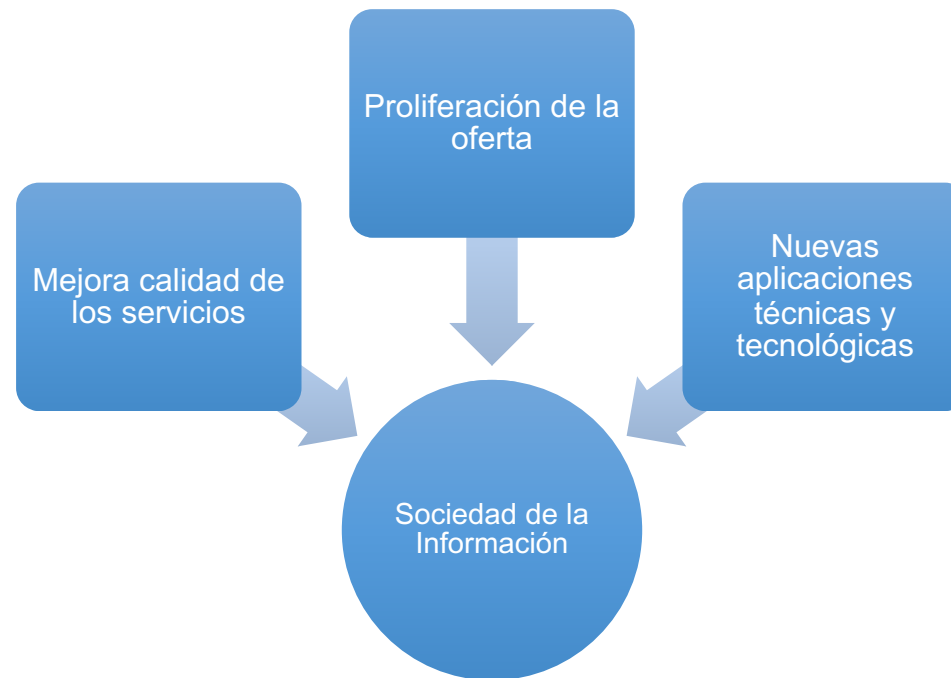 Proliferación de la
oferta
Mejora calidad de
los servicios
Nuevas
aplicaciones
técnicas y
tecnológicas
Sociedad de la
Información